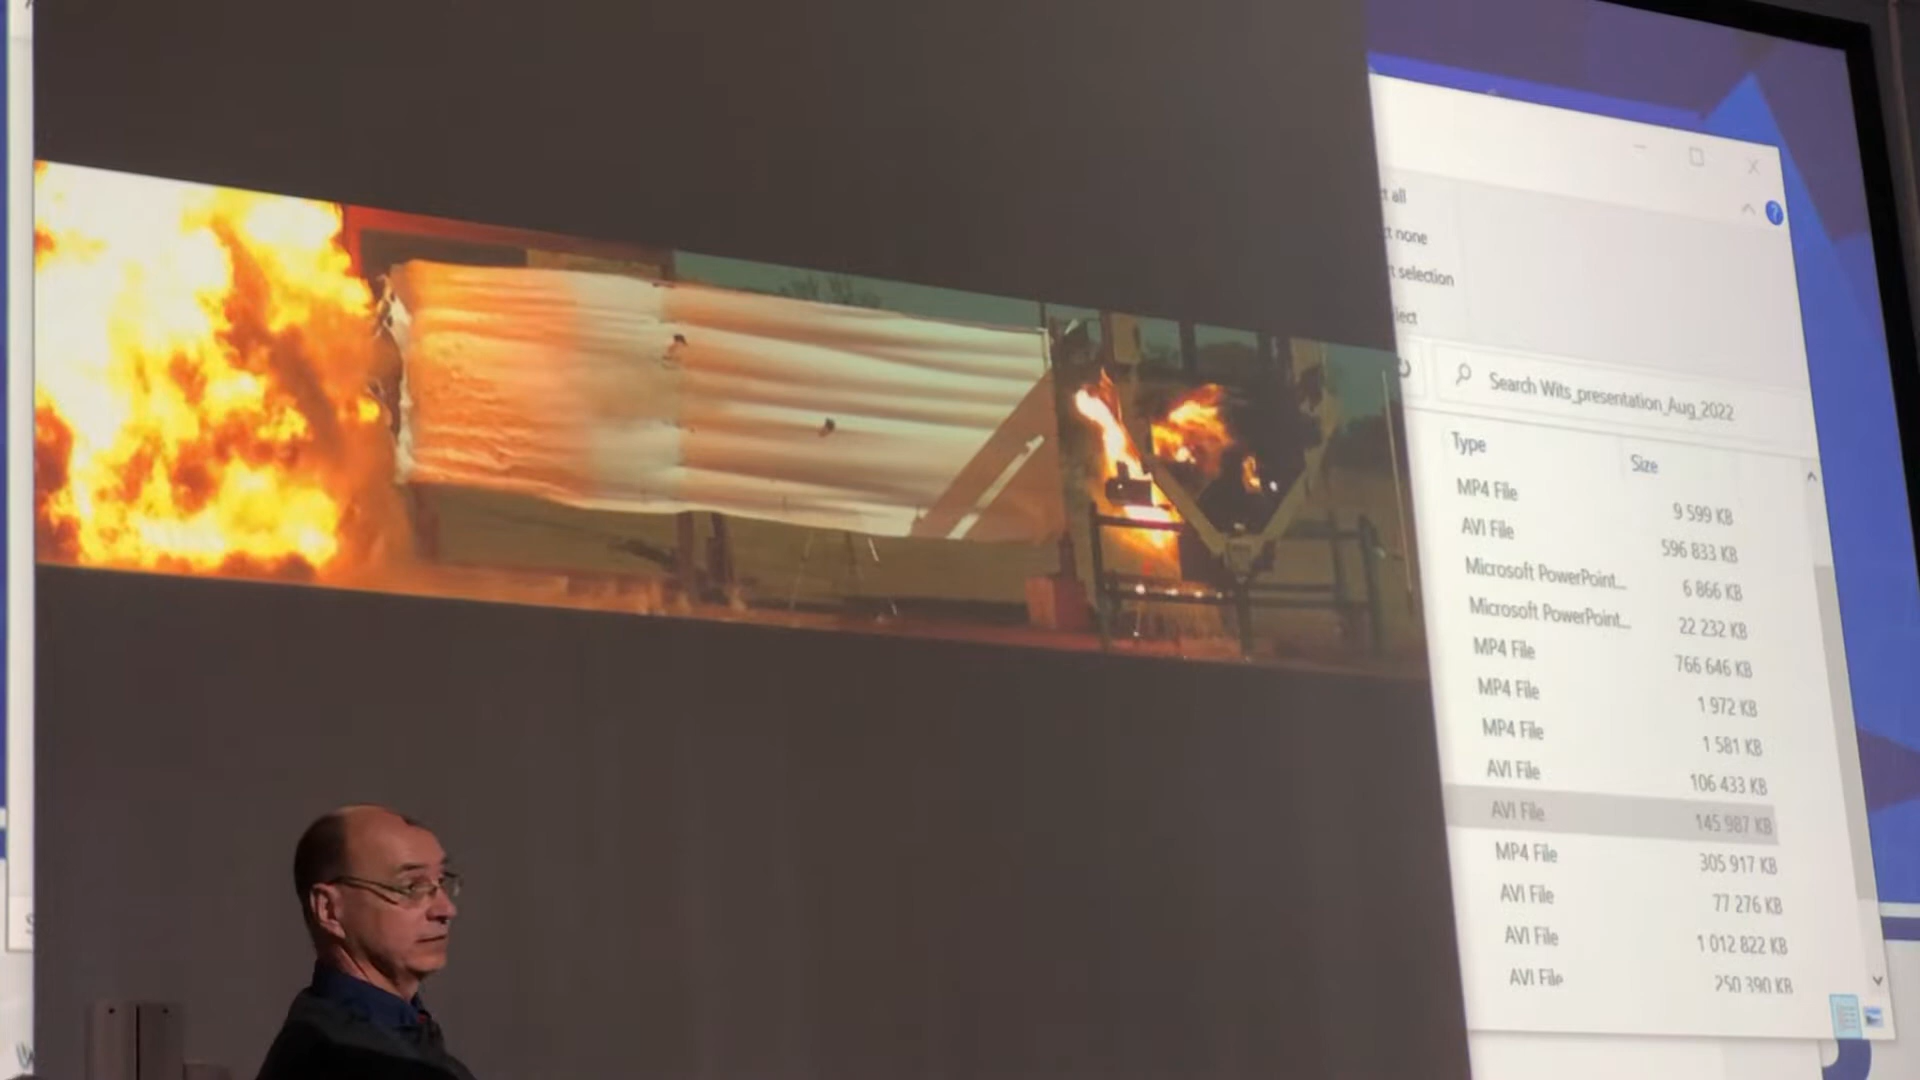 t all
t none
t selection
lect
Search Wits_presentation_Aug_2022
Type Size
MP4 File 9 599 KB
AVI File 596 833 KB
Microsoft PowerPoint... 6 866 KB
Microsoft PowerPoint... 22 232 KB
MP4 File 766 646 KB
MP4 File 1 972 KB
MP4 File 1 581 KB
AVI File 106 433 KB
AVI File 145 987 KB
MP4 File 305 917 KB
AVI File 77 276 KB
AVI File 1 012 822 KB
AVI File 250 390 KB